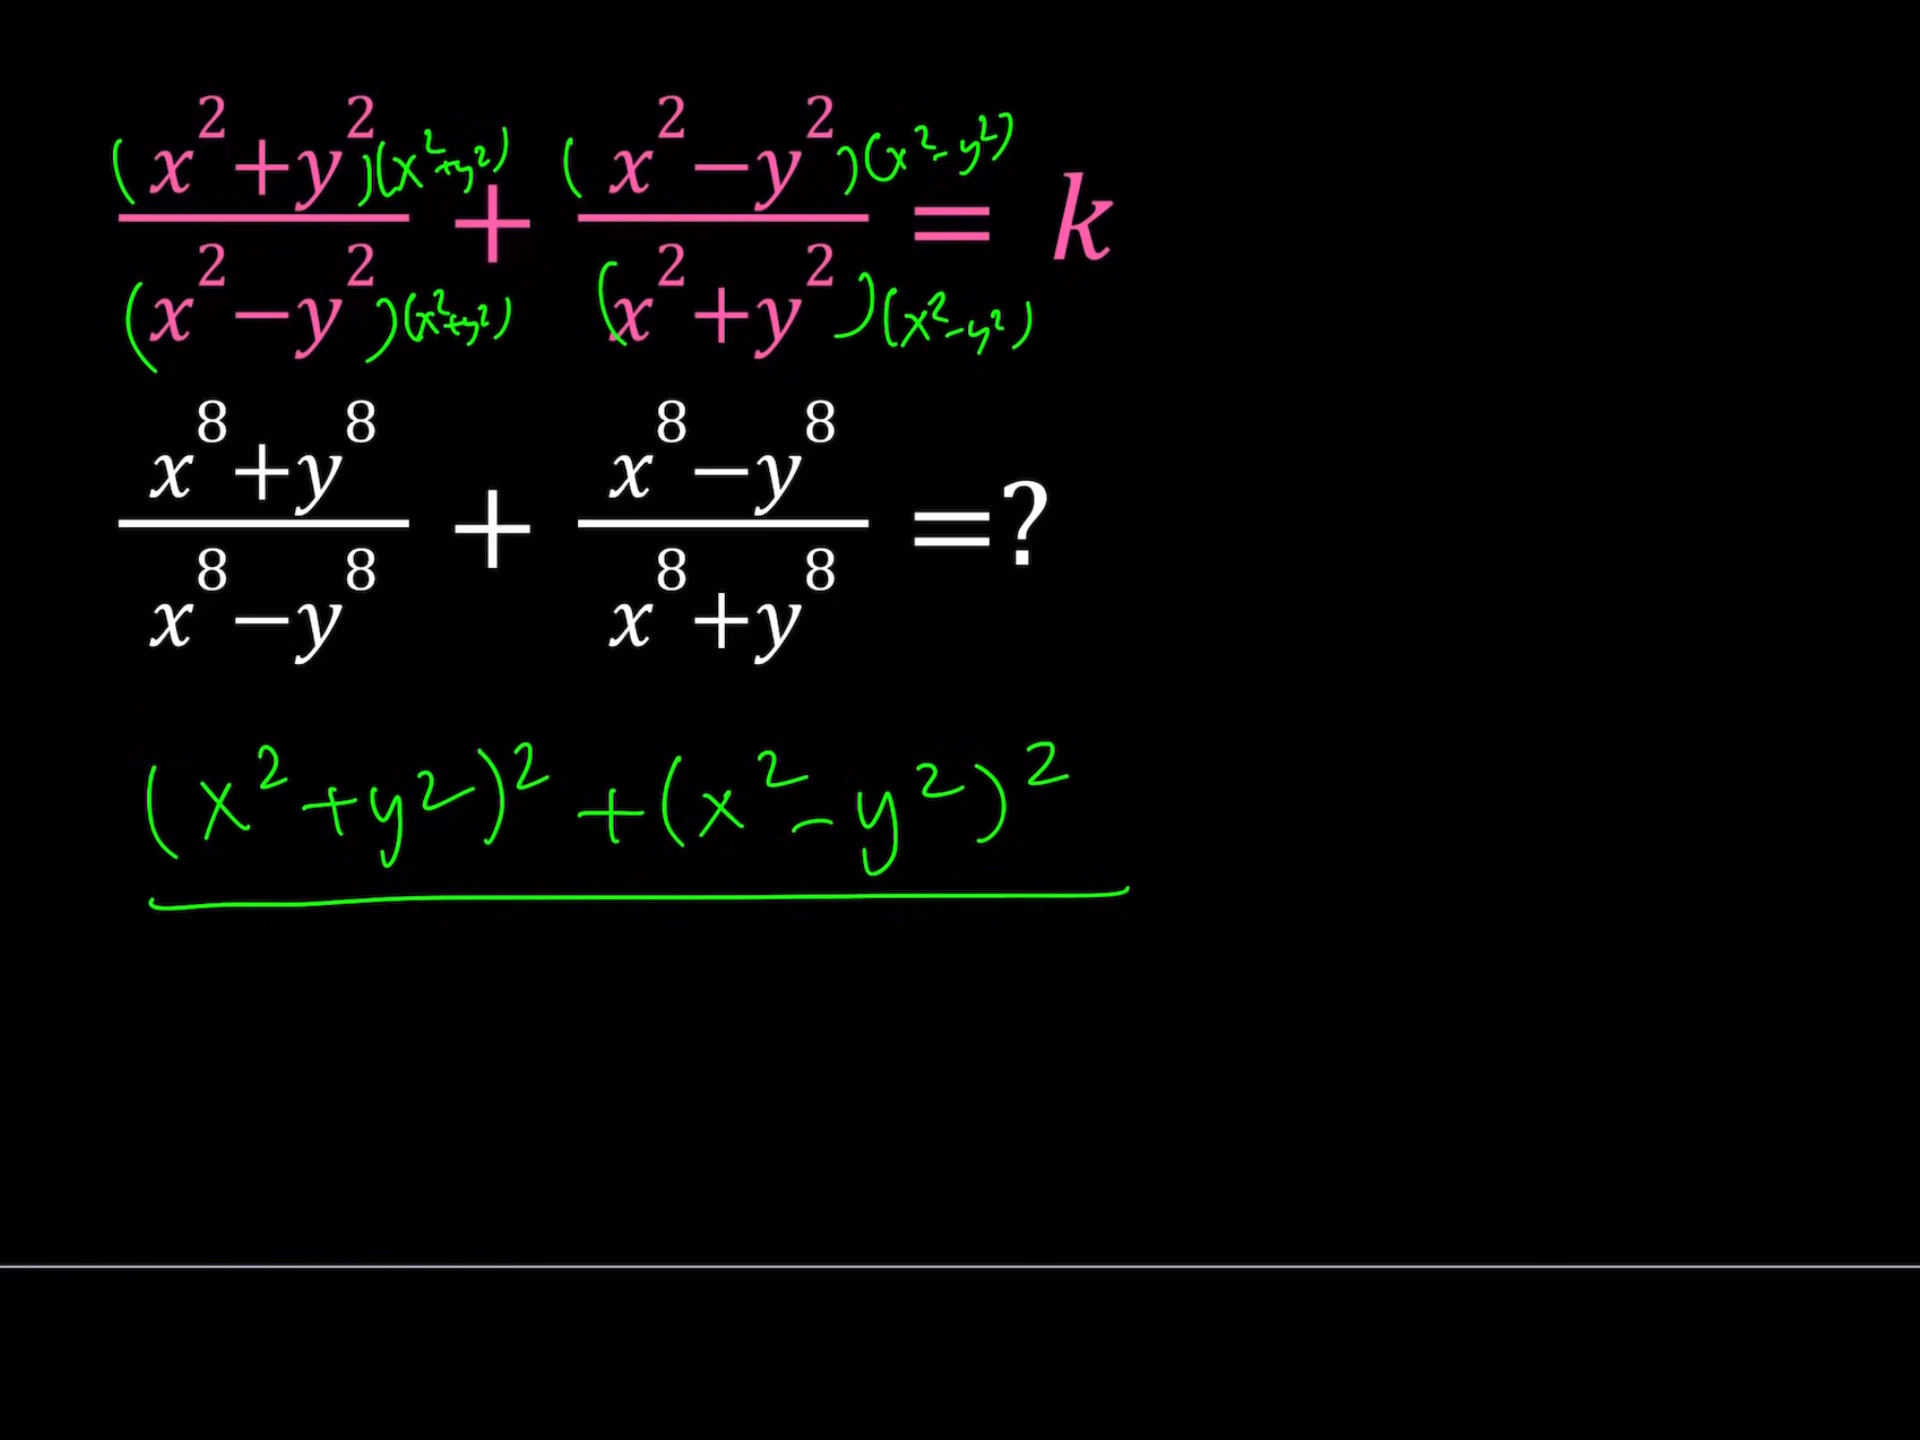 (x²+y²)(x²+y²) + (x²−y²)(x²−y²) = k
(x²−y²)(x²+y²) (x²+y²)(x²−y²)
x⁸+y⁸ + x⁸−y⁸ =?
x⁸−y⁸ x⁸+y⁸
(x²+y²)²+(x²−y²)²